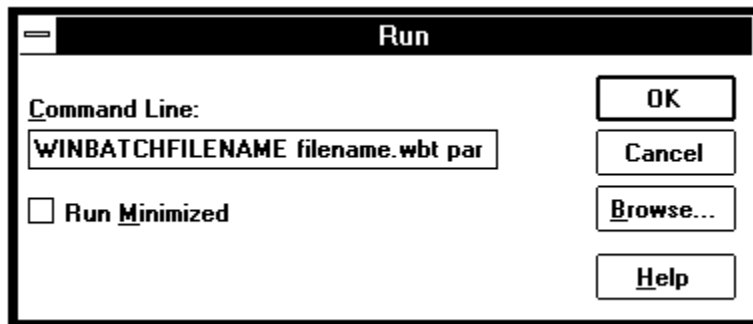 Run
Command Line:
WINBATCHFILENAME filename.wbt par
Run Minimized
OK
Cancel
Browse...
Help